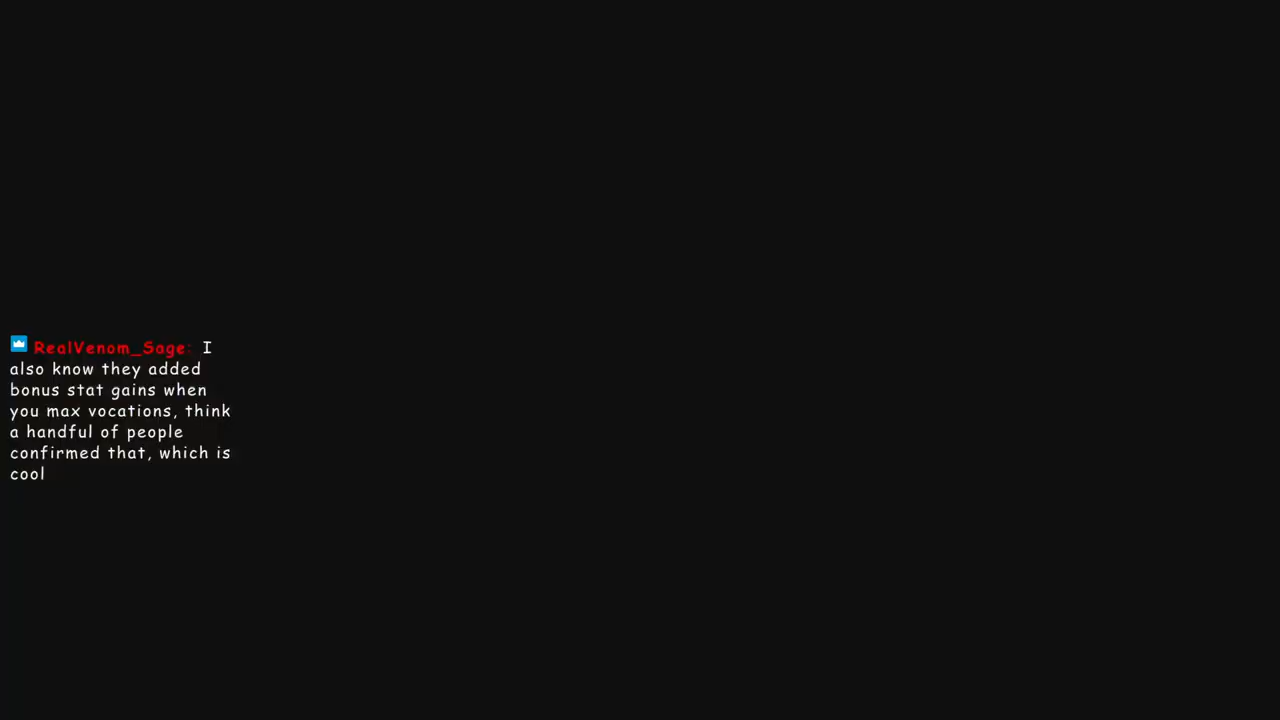 RealVenom_Sage: I
also know they added
bonus stat gains when
you max vocations, think
a handful of people
confirmed that, which is
cool